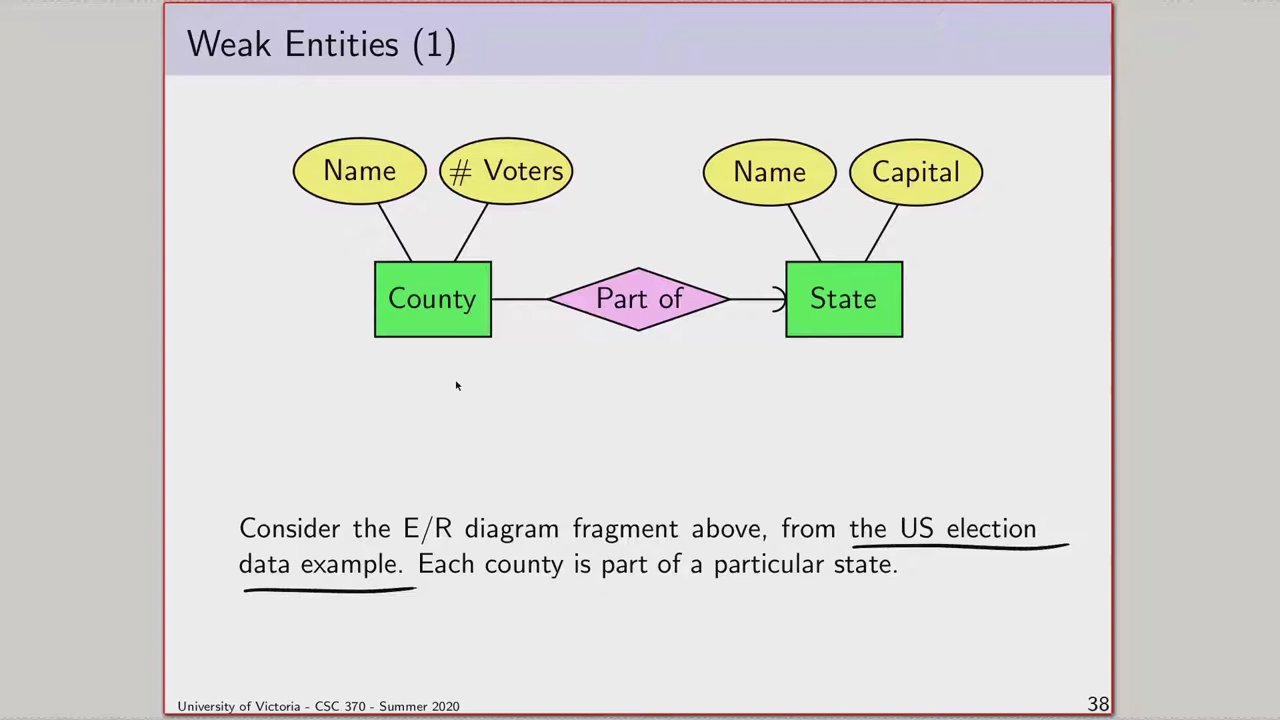 Weak Entities (1)
Name # Voters Name Capital
County Part of State
Consider the E/R diagram fragment above, from the US election
data example. Each county is part of a particular state.
University of Victoria - CSC 370 - Summer 2020 38